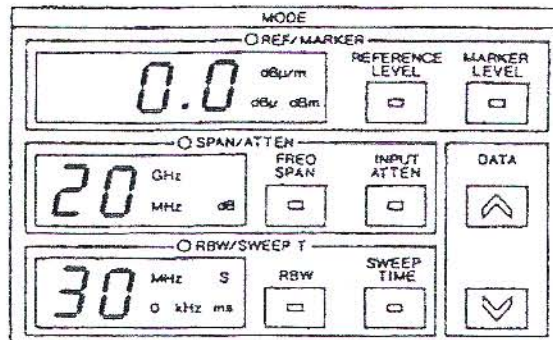 MODE
REF/MARKER
0.0
dBμ/m
dBμ dBm
REFERENCE
LEVEL
MARKER
LEVEL
SPAN/ATTEN
20
GHz
MHz dB
FREQ
SPAN
INPUT
ATTEN
DATA
RBW/SWEEP T
30
MHz S
0 kHz ms
RBW
SWEEP
TIME